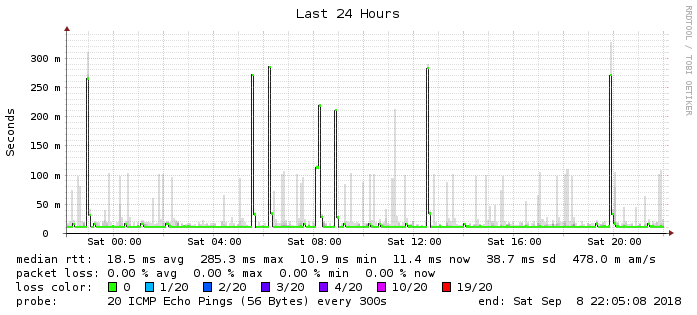 Last 24 Hours
RRDTOOL / TOBI OETIKER
Seconds
300 m
250 m
200 m
150 m
100 m
50 m
0
Sat 00:00 Sat 04:00 Sat 08:00 Sat 12:00 Sat 16:00 Sat 20:00
median rtt: 18.5 ms avg 285.3 ms max 10.9 ms min 11.4 ms now 38.7 ms sd 478.0 m am/s
packet loss: 0.00 % avg 0.00 % max 0.00 % min 0.00 % now
loss color: 0 1/20 2/20 3/20 4/20 10/20 19/20
probe: 20 ICMP Echo Pings (56 Bytes) every 300s end: Sat Sep 8 22:05:08 2018